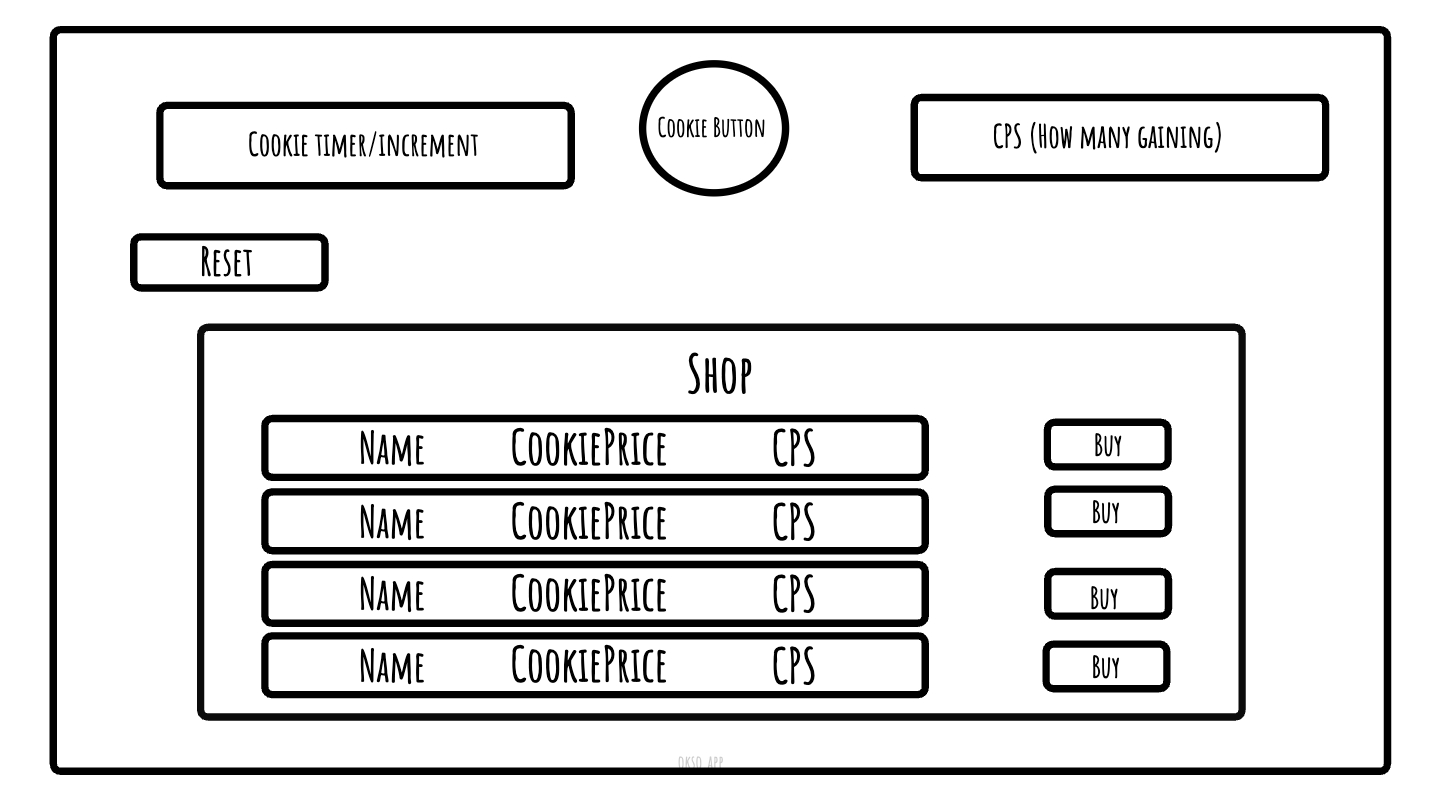 Cookie timer/increment
Cookie Button
CPS (How many gaining)
Reset
Shop
Name CookiePrice CPS
Buy
Name CookiePrice CPS
Buy
Name CookiePrice CPS
Buy
Name CookiePrice CPS
Buy
OKSO.APP